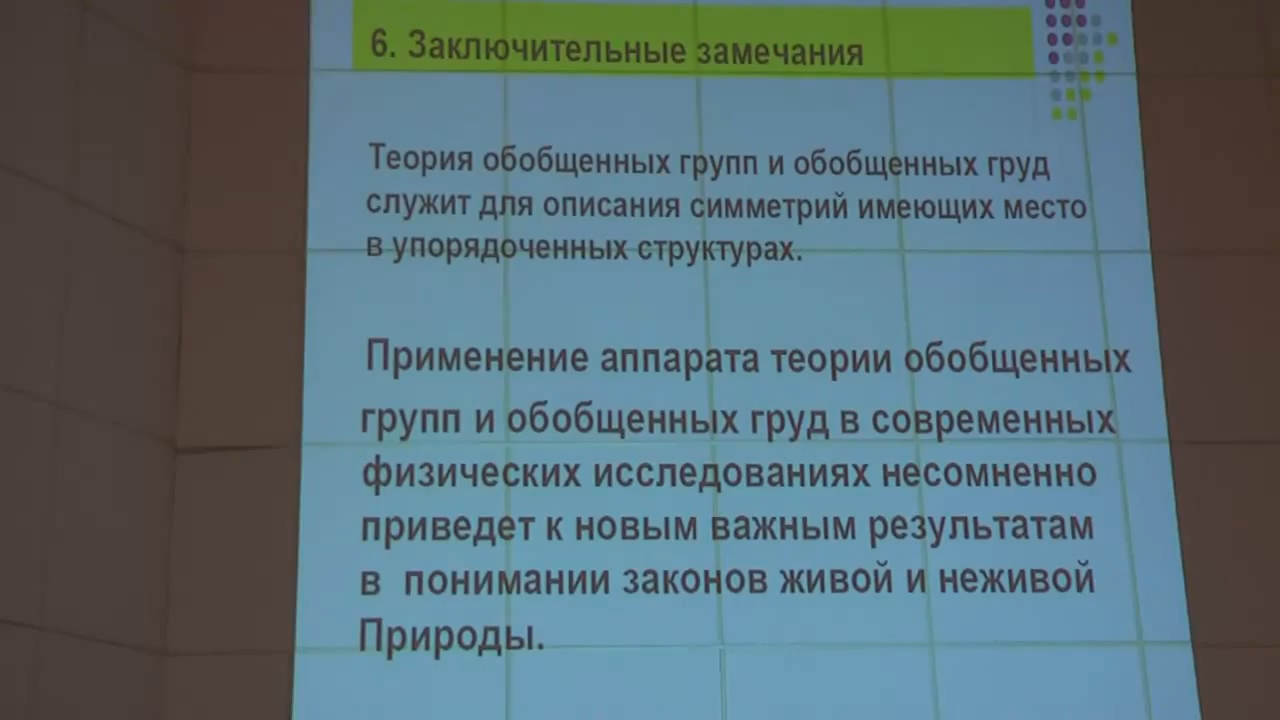 6. Заключительные замечания
Теория обобщенных групп и обобщенных груд
служит для описания симметрий имеющих место
в упорядоченных структурах.
Применение аппарата теории обобщенных
групп и обобщенных груд в современных
физических исследованиях несомненно
приведет к новым важным результатам
в понимании законов живой и неживой
Природы.